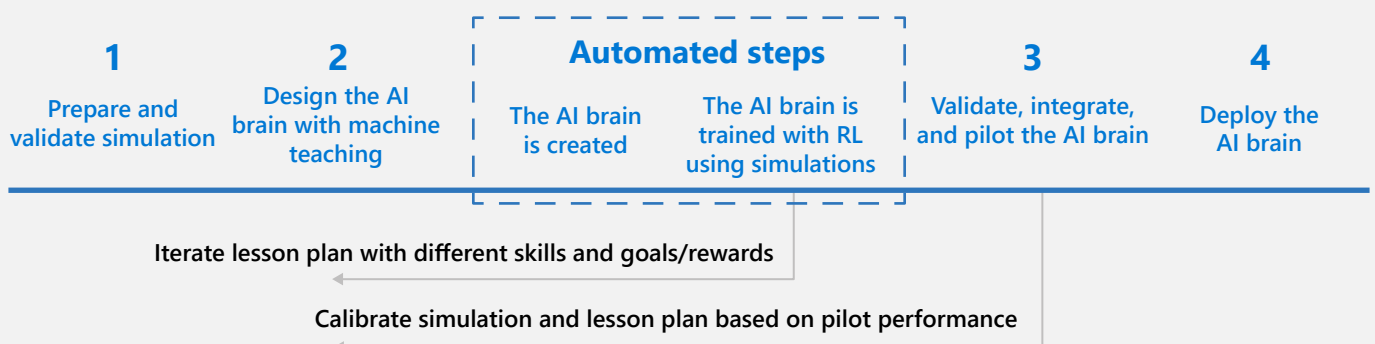 1
Prepare and
validate simulation
2
Design the AI
brain with machine
teaching
Automated steps
The AI brain
is created
The AI brain is
trained with RL
using simulations
3
Validate, integrate,
and pilot the AI brain
4
Deploy the
AI brain
Iterate lesson plan with different skills and goals/rewards
Calibrate simulation and lesson plan based on pilot performance